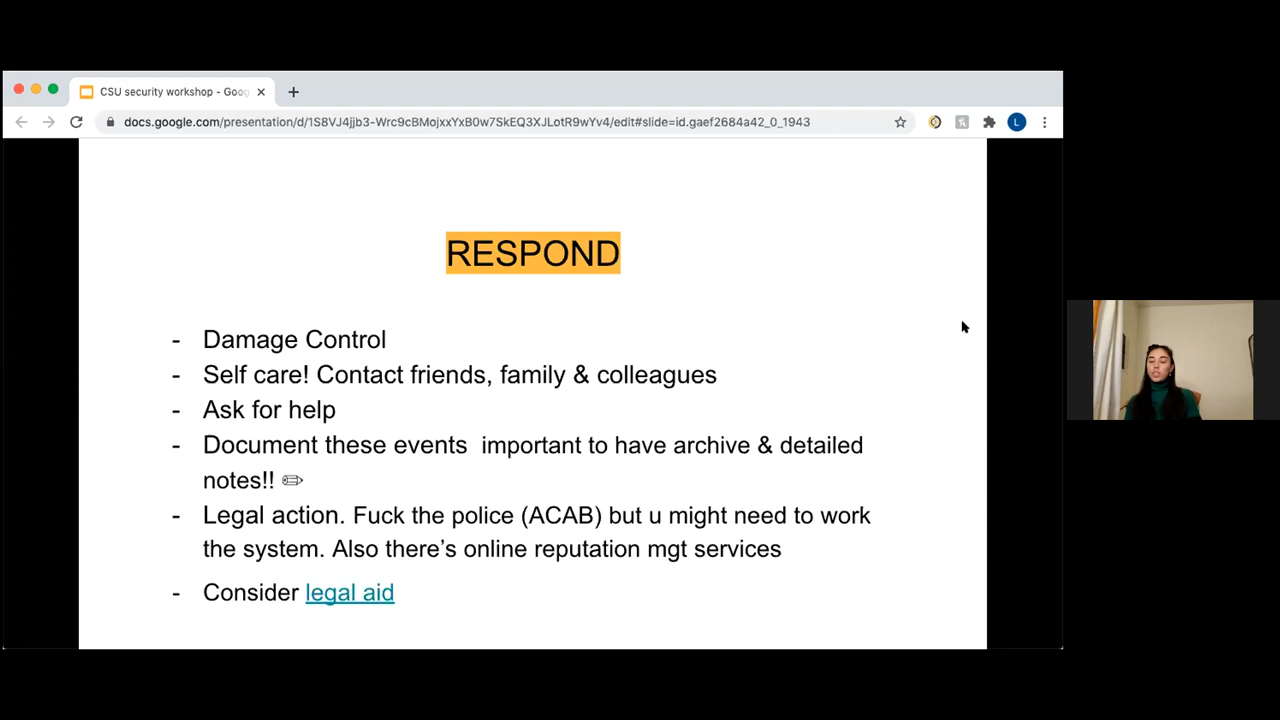 CSU security workshop - Goog
docs.google.com/presentation/d/1S8VJ4jjb3-Wrc9cBMojxxYxB0w7SkEQ3XJLotR9wYv4/edit#slide=id.gaef2684a42_0_1943
L
RESPOND
- Damage Control
- Self care! Contact friends, family & colleagues
- Ask for help
- Document these events important to have archive & detailed
notes!! ✏
- Legal action. Fuck the police (ACAB) but u might need to work
the system. Also there's online reputation mgt services
- Consider legal aid